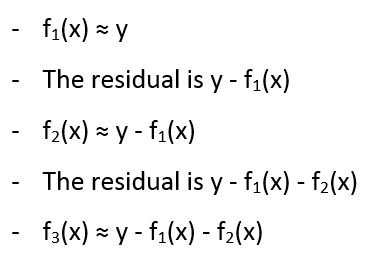 - f₁(x) ≈ y
- The residual is y - f₁(x)
- f₂(x) ≈ y - f₁(x)
- The residual is y - f₁(x) - f₂(x)
- f₃(x) ≈ y - f₁(x) - f₂(x)